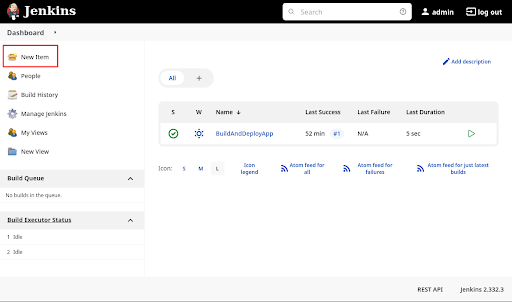 Jenkins
Search
admin
log out
Dashboard
New Item
People
Build History
Manage Jenkins
My Views
New View
Build Queue
No builds in the queue.
Build Executor Status
1 Idle
2 Idle
Add description
All +
S W Name ↓ Last Success Last Failure Last Duration
BuildAndDeployApp 52 min #1 N/A 5 sec
Icon: S M L
Icon legend
Atom feed for all
Atom feed for failures
Atom feed for just latest builds
REST API Jenkins 2.332.3